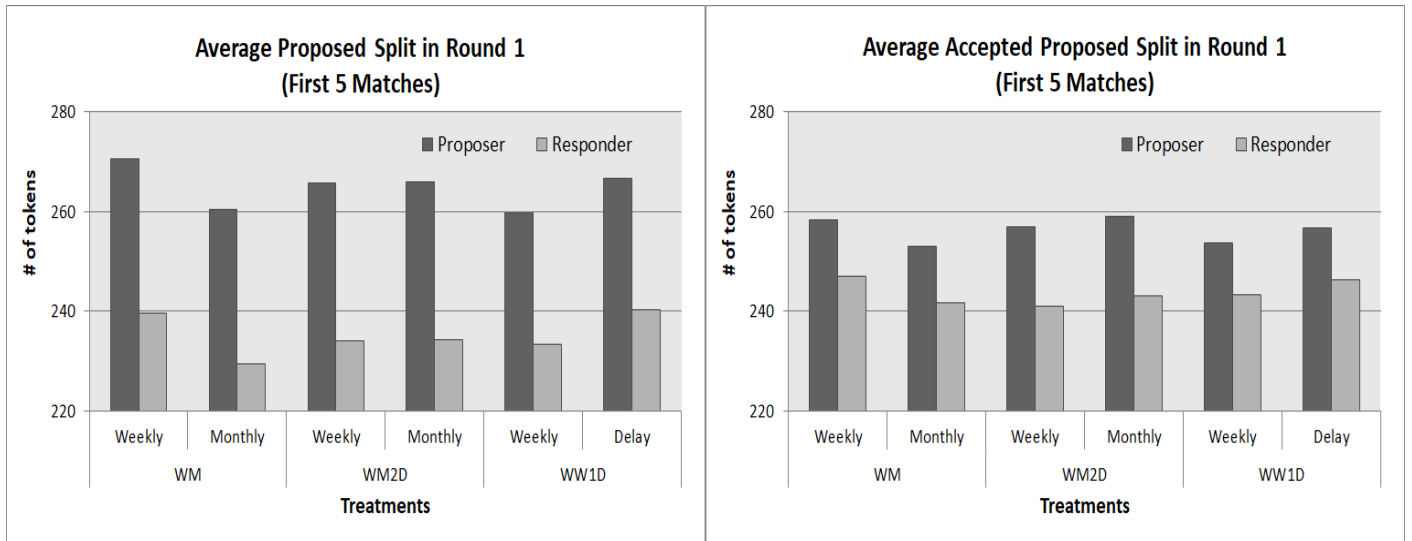 Average Proposed Split in Round 1
(First 5 Matches)
280
260
240
220
# of tokens
Proposer
Responder
Weekly Monthly Weekly Monthly Weekly Delay
WM WM2D WW1D
Treatments
Average Accepted Proposed Split in Round 1
(First 5 Matches)
280
260
240
220
# of tokens
Proposer
Responder
Weekly Monthly Weekly Monthly Weekly Delay
WM WM2D WW1D
Treatments